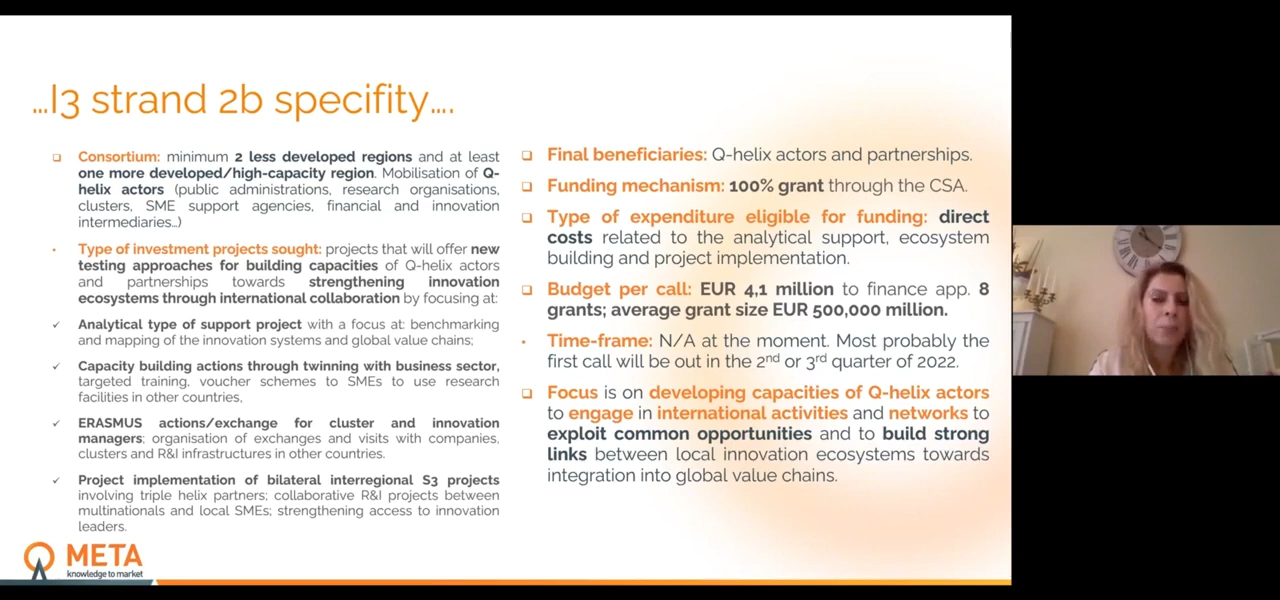 ...I3 strand 2b specifity....
Consortium: minimum 2 less developed regions and at least
one more developed/high-capacity region. Mobilisation of Q-
helix actors (public administrations, research organisations,
clusters, SME support agencies, financial and innovation
intermediaries...)
Type of investment projects sought: projects that will offer new
testing approaches for building capacities of Q-helix actors
and partnerships towards strengthening innovation
ecosystems through international collaboration by focusing at:
Analytical type of support project with a focus at: benchmarking
and mapping of the innovation systems and global value chains;
Capacity building actions through twinning with business sector,
targeted training, voucher schemes to SMEs to use research
facilities in other countries,
ERASMUS actions/exchange for cluster and innovation
managers; organisation of exchanges and visits with companies,
clusters and R&I infrastructures in other countries.
Project implementation of bilateral interregional S3 projects
involving triple helix partners; collaborative R&I projects between
multinationals and local SMEs; strengthening access to innovation
leaders.
Final beneficiaries: Q-helix actors and partnerships.
Funding mechanism: 100% grant through the CSA.
Type of expenditure eligible for funding: direct
costs related to the analytical support, ecosystem
building and project implementation.
Budget per call: EUR 4,1 million to finance app. 8
grants; average grant size EUR 500,000 million.
Time-frame: N/A at the moment. Most probably the
first call will be out in the 2nd or 3rd quarter of 2022.
Focus is on developing capacities of Q-helix actors
to engage in international activities and networks to
exploit common opportunities and to build strong
links between local innovation ecosystems towards
integration into global value chains.
META
knowledge to market